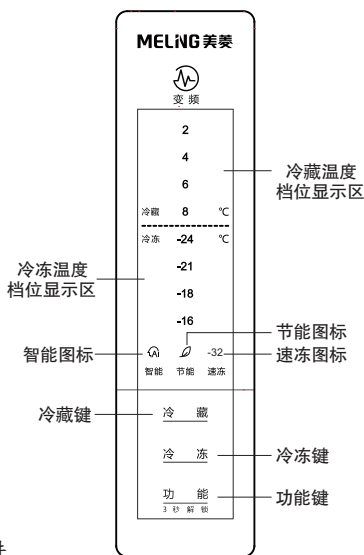 MELING美菱
变频
2
4
6
冷藏 8 ℃
冷冻 -24 ℃
-21
-18
-16
-32
智能 节能 速冻
冷藏
冷冻
功能
3秒解锁
冷藏温度
档位显示区
冷冻温度
档位显示区
节能图标
智能图标
速冻图标
冷藏键
冷冻键
功能键